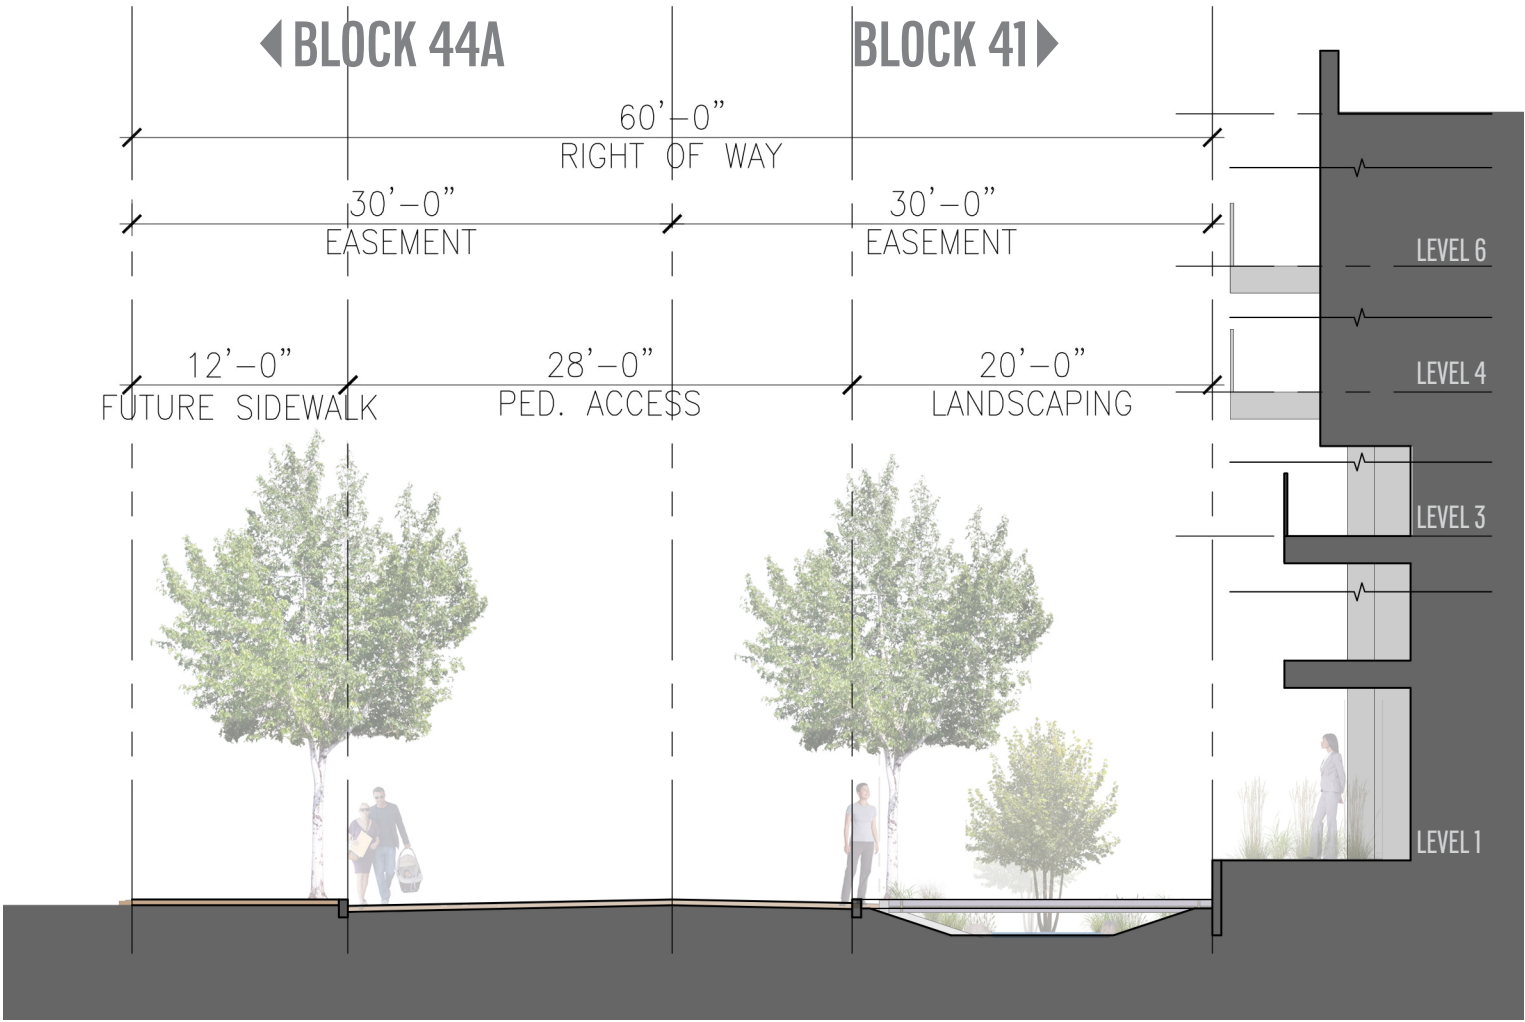 BLOCK 44A
BLOCK 41
60'-0"
RIGHT OF WAY
30'-0"
EASEMENT
30'-0"
EASEMENT
12'-0"
FUTURE SIDEWALK
28'-0"
PED. ACCESS
20'-0"
LANDSCAPING
LEVEL 6
LEVEL 4
LEVEL 3
LEVEL 1